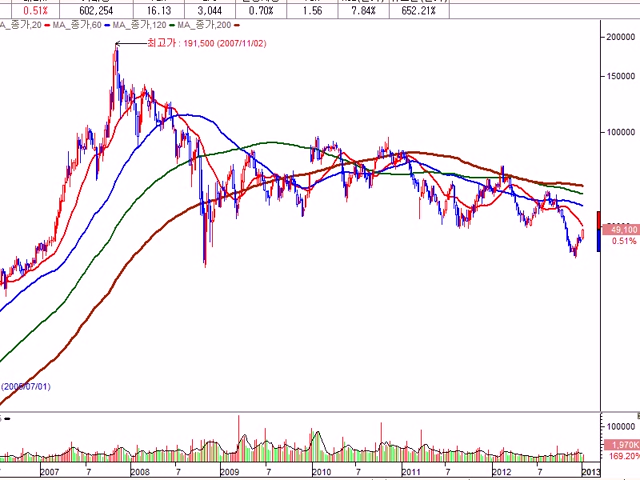 0.51% 602,254 16.13 3,044 0.70% 1.56 7.84% 652.21%
MA_종가,20 MA_종가,60 MA_종가,120 MA_종가,200
최고가 : 191,500 (2007/11/02)
200000
150000
100000
49,100
0.51%
(2005/07/01)
100000
1,970K
169.20%
2007 7 2008 7 2009 7 2010 7 2011 7 2012 7 2013